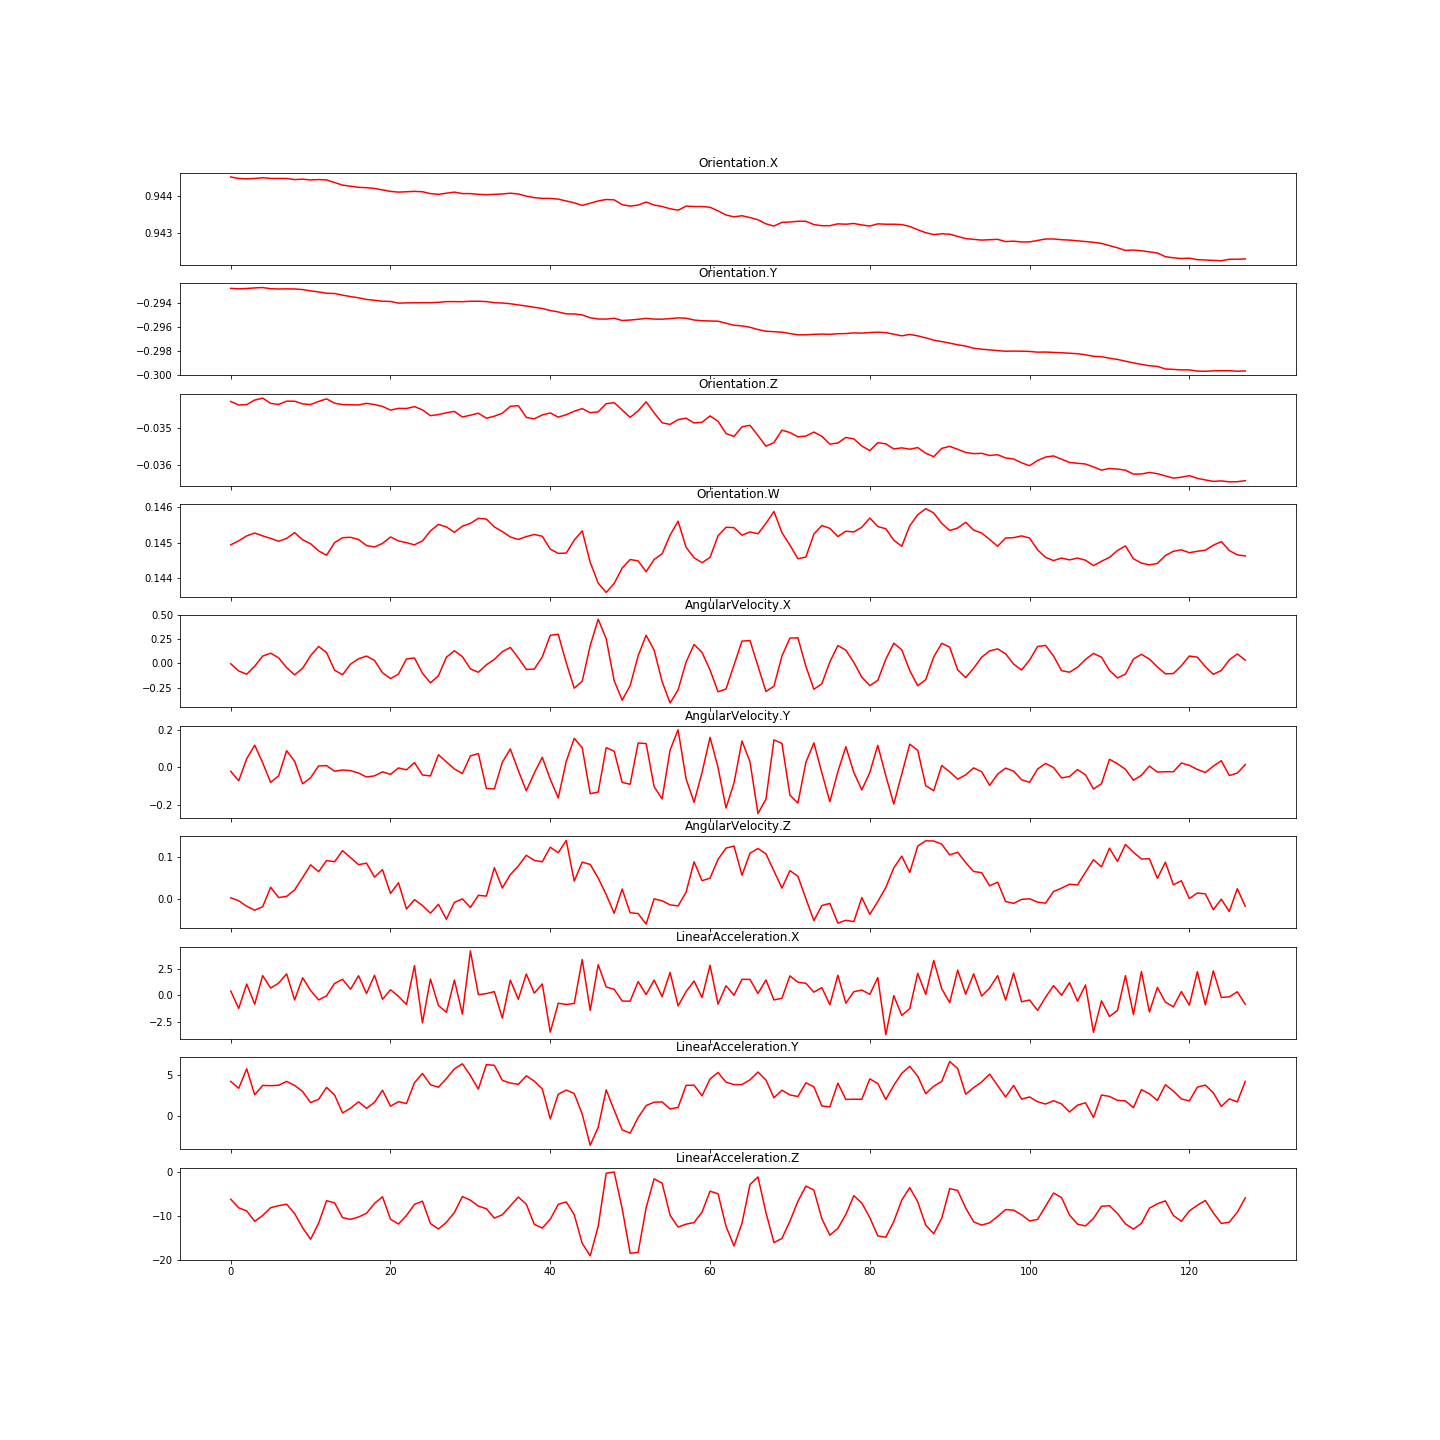 Orientation.X
0.944
0.943
Orientation.Y
−0.294
−0.296
−0.298
−0.300
Orientation.Z
−0.035
−0.036
Orientation.W
0.146
0.145
0.144
AngularVelocity.X
0.50
0.25
0.00
−0.25
AngularVelocity.Y
0.2
0.0
−0.2
AngularVelocity.Z
0.1
0.0
LinearAcceleration.X
2.5
0.0
−2.5
LinearAcceleration.Y
5
0
LinearAcceleration.Z
0
−10
−20
0 20 40 60 80 100 120